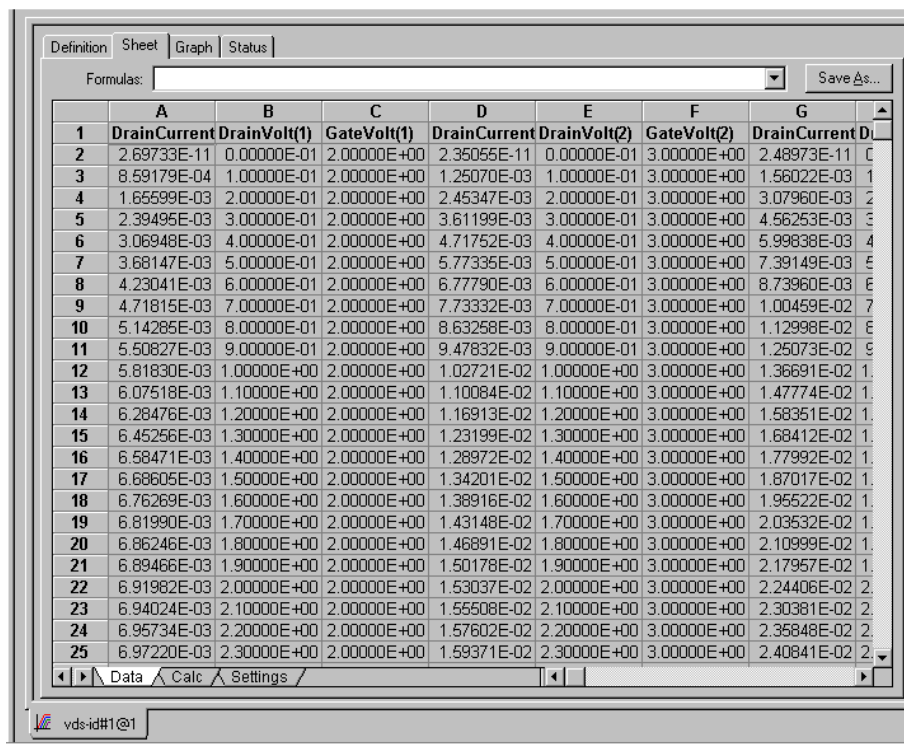 Definition Sheet Graph Status
Formulas: Save As...
A B C D E F G
1 DrainCurrent DrainVolt(1) GateVolt(1) DrainCurrent DrainVolt(2) GateVolt(2) DrainCurrent
2 2.69733E-11 0.00000E-01 2.00000E+00 2.35055E-11 0.00000E-01 3.00000E+00 2.48973E-11
3 8.59179E-04 1.00000E-01 2.00000E+00 1.25070E-03 1.00000E-01 3.00000E+00 1.56022E-03
4 1.65599E-03 2.00000E-01 2.00000E+00 2.45347E-03 2.00000E-01 3.00000E+00 3.07960E-03
5 2.39495E-03 3.00000E-01 2.00000E+00 3.61199E-03 3.00000E-01 3.00000E+00 4.56253E-03
6 3.06948E-03 4.00000E-01 2.00000E+00 4.71752E-03 4.00000E-01 3.00000E+00 5.99838E-03
7 3.68147E-03 5.00000E-01 2.00000E+00 5.77335E-03 5.00000E-01 3.00000E+00 7.39149E-03
8 4.23041E-03 6.00000E-01 2.00000E+00 6.77790E-03 6.00000E-01 3.00000E+00 8.73960E-03
9 4.71815E-03 7.00000E-01 2.00000E+00 7.73332E-03 7.00000E-01 3.00000E+00 1.00459E-02
10 5.14285E-03 8.00000E-01 2.00000E+00 8.63258E-03 8.00000E-01 3.00000E+00 1.12998E-02
11 5.50827E-03 9.00000E-01 2.00000E+00 9.47832E-03 9.00000E-01 3.00000E+00 1.25073E-02
12 5.81830E-03 1.00000E+00 2.00000E+00 1.02721E-02 1.00000E+00 3.00000E+00 1.36691E-02
13 6.07518E-03 1.10000E+00 2.00000E+00 1.10084E-02 1.10000E+00 3.00000E+00 1.47774E-02
14 6.28476E-03 1.20000E+00 2.00000E+00 1.16913E-02 1.20000E+00 3.00000E+00 1.58351E-02
15 6.45256E-03 1.30000E+00 2.00000E+00 1.23199E-02 1.30000E+00 3.00000E+00 1.68412E-02
16 6.58471E-03 1.40000E+00 2.00000E+00 1.28972E-02 1.40000E+00 3.00000E+00 1.77992E-02
17 6.68605E-03 1.50000E+00 2.00000E+00 1.34201E-02 1.50000E+00 3.00000E+00 1.87017E-02
18 6.76269E-03 1.60000E+00 2.00000E+00 1.38916E-02 1.60000E+00 3.00000E+00 1.95522E-02
19 6.81990E-03 1.70000E+00 2.00000E+00 1.43148E-02 1.70000E+00 3.00000E+00 2.03532E-02
20 6.86246E-03 1.80000E+00 2.00000E+00 1.46891E-02 1.80000E+00 3.00000E+00 2.10999E-02
21 6.89466E-03 1.90000E+00 2.00000E+00 1.50178E-02 1.90000E+00 3.00000E+00 2.17957E-02
22 6.91982E-03 2.00000E+00 2.00000E+00 1.53037E-02 2.00000E+00 3.00000E+00 2.24406E-02
23 6.94024E-03 2.10000E+00 2.00000E+00 1.55508E-02 2.10000E+00 3.00000E+00 2.30381E-02
24 6.95734E-03 2.20000E+00 2.00000E+00 1.57602E-02 2.20000E+00 3.00000E+00 2.35848E-02
25 6.97220E-03 2.30000E+00 2.00000E+00 1.59371E-02 2.30000E+00 3.00000E+00 2.40841E-02
Data Calc Settings
vds-id#1@1